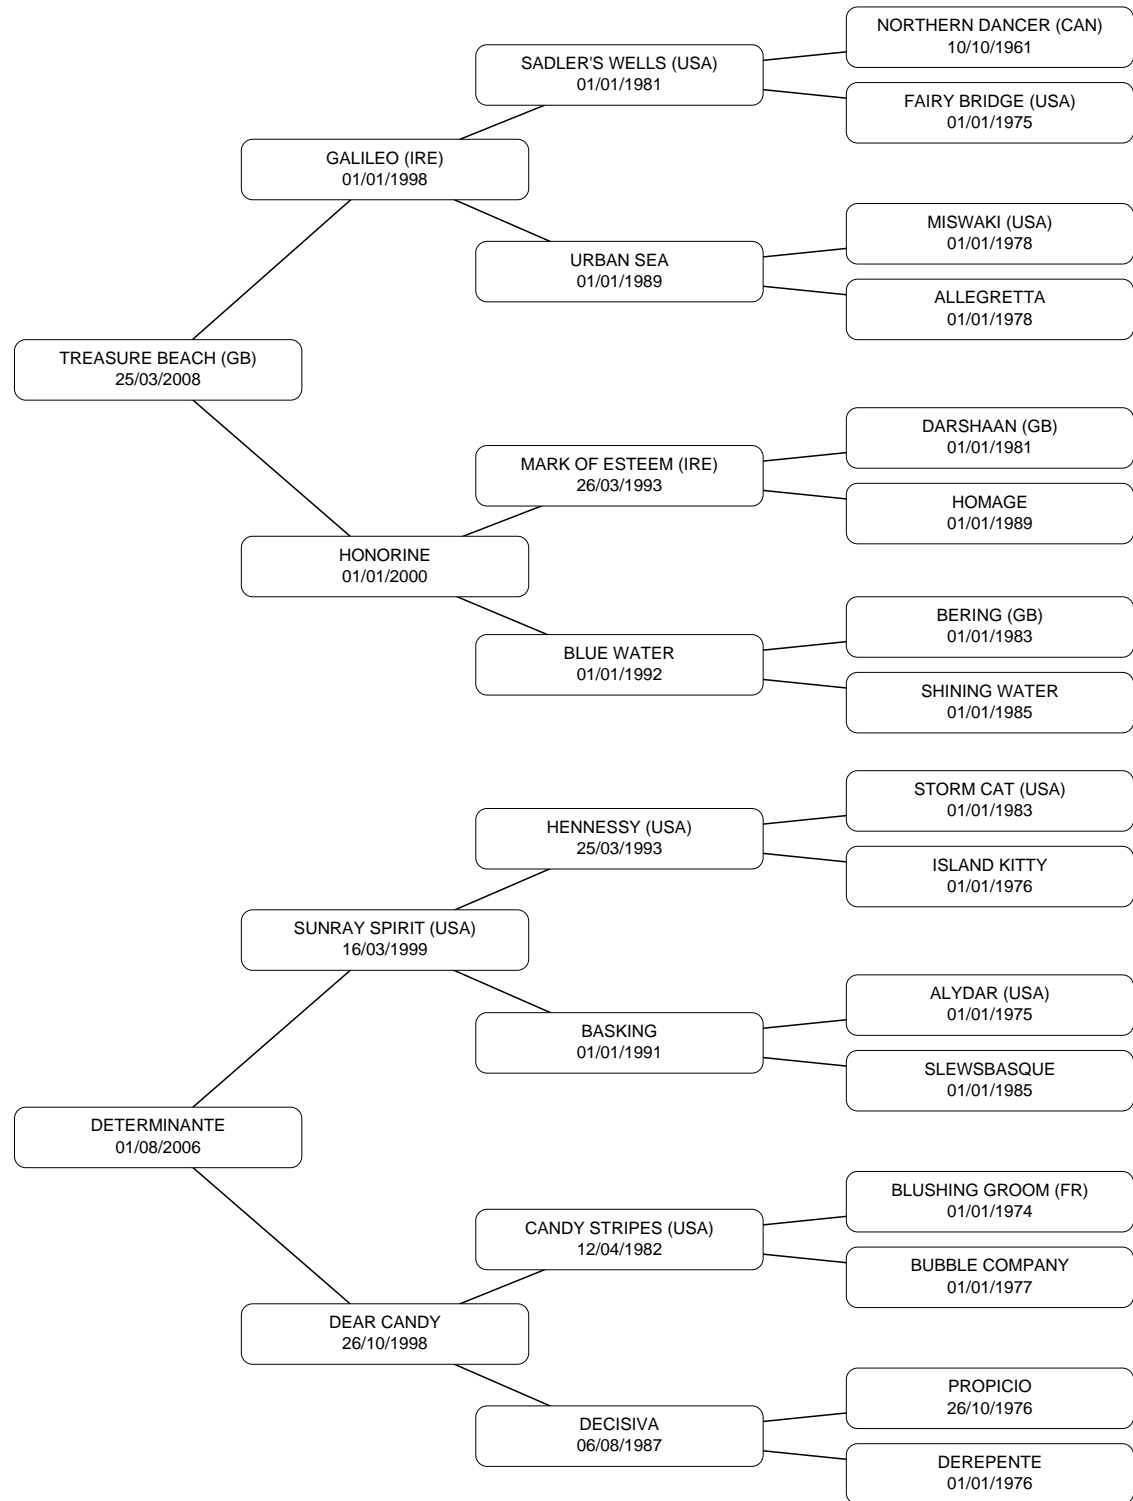 NORTHERN DANCER (CAN)
10/10/1961
SADLER'S WELLS (USA)
01/01/1981
FAIRY BRIDGE (USA)
01/01/1975
GALILEO (IRE)
01/01/1998
MISWAKI (USA)
01/01/1978
URBAN SEA
01/01/1989
ALLEGRETTA
01/01/1978
TREASURE BEACH (GB)
25/03/2008
DARSHAAN (GB)
01/01/1981
MARK OF ESTEEM (IRE)
26/03/1993
HOMAGE
01/01/1989
HONORINE
01/01/2000
BERING (GB)
01/01/1983
BLUE WATER
01/01/1992
SHINING WATER
01/01/1985
STORM CAT (USA)
01/01/1983
HENNESSY (USA)
25/03/1993
ISLAND KITTY
01/01/1976
SUNRAY SPIRIT (USA)
16/03/1999
ALYDAR (USA)
01/01/1975
BASKING
01/01/1991
SLEWSBASQUE
01/01/1985
DETERMINANTE
01/08/2006
BLUSHING GROOM (FR)
01/01/1974
CANDY STRIPES (USA)
12/04/1982
BUBBLE COMPANY
01/01/1977
DEAR CANDY
26/10/1998
PROPICIO
26/10/1976
DECISIVA
06/08/1987
DEREPENTE
01/01/1976